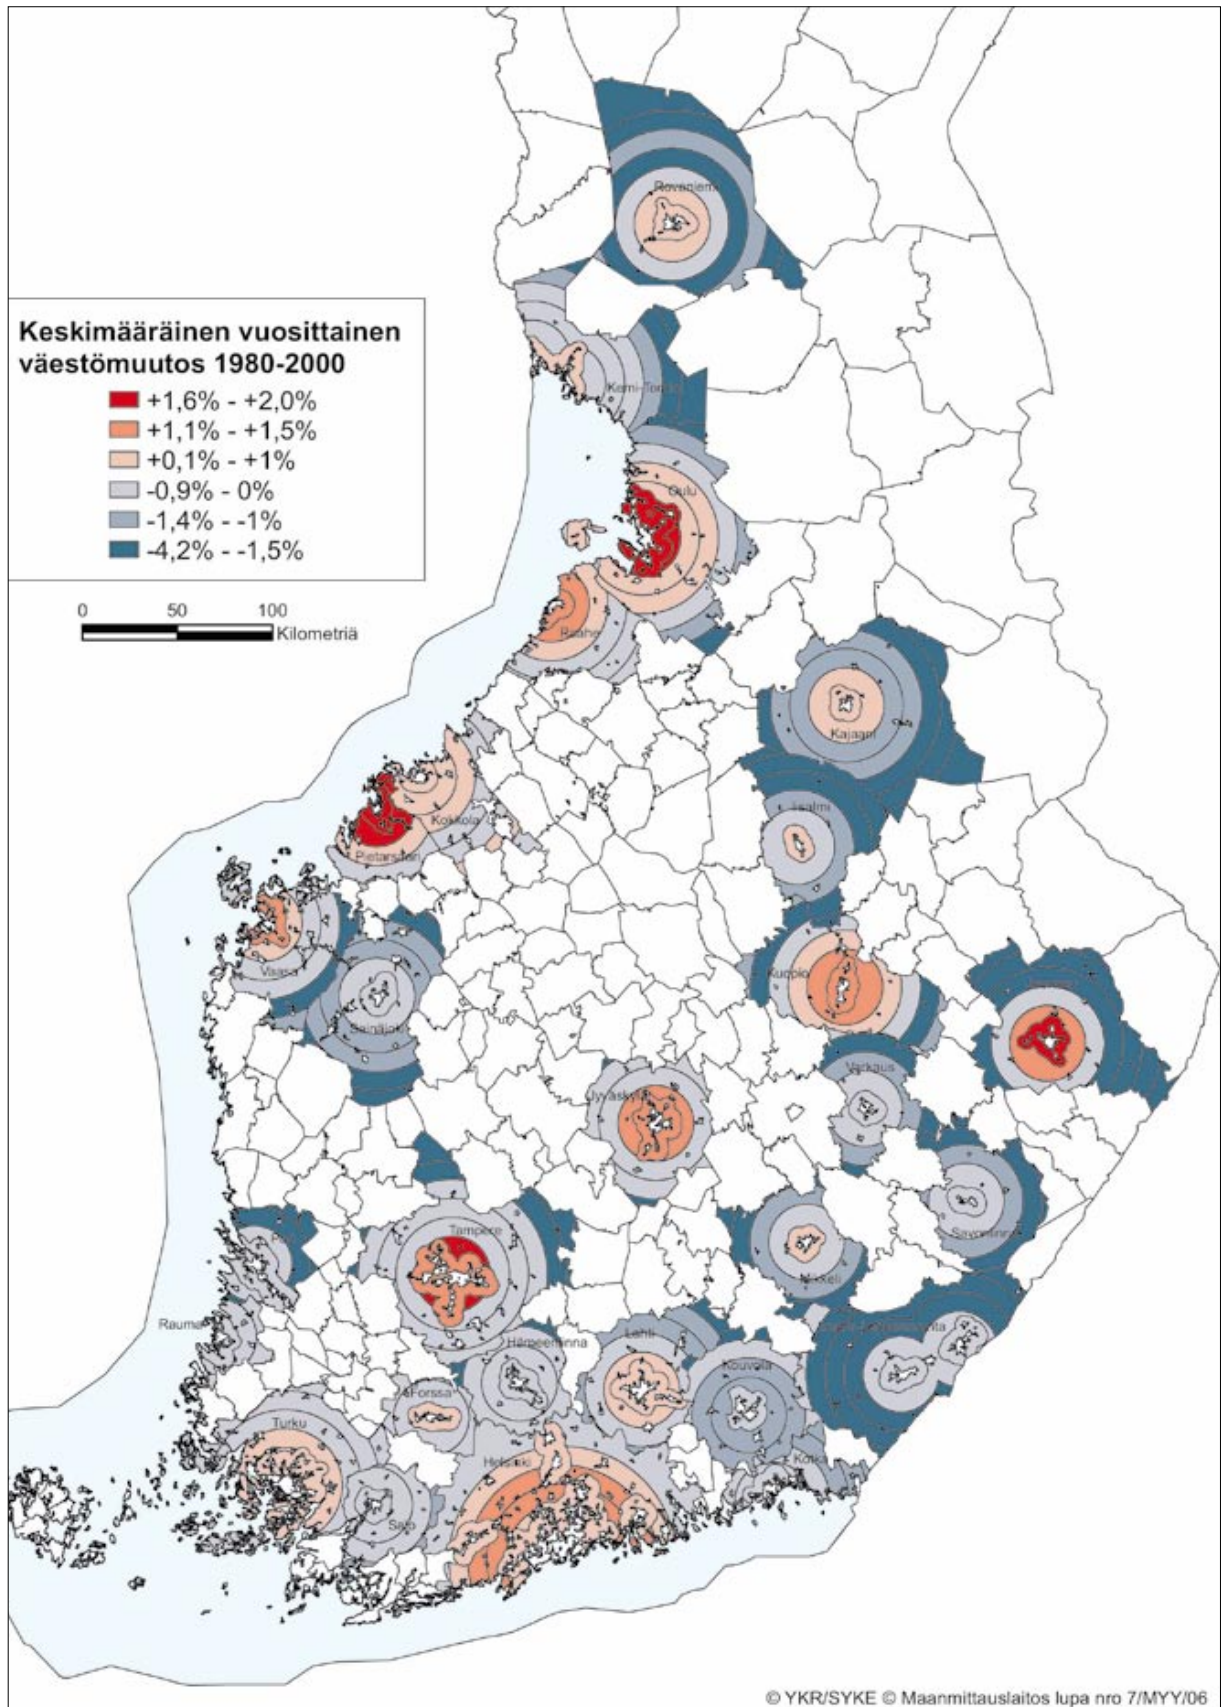 Rovaniemi
Keskimääräinen vuosittainen
väestömuutos 1980-2000
+1,6% - +2,0%
+1,1% - +1,5%
+0,1% - +1%
-0,9% - 0%
-1,4% - -1%
-4,2% - -1,5%
Kemi-Tornio
Oulu
0 50 100
Kilometriä
Raahe
Kajaani
Iisalmi
Kokkola
Pietarsaari
Vaasa
Kuopio
Seinäjoki
Varkaus
Jyväskylä
Savonlinna
Tampere
Pori
Mikkeli
Rauma
Hämeenlinna
Lahti
Kouvola
Forssa
Turku
Helsinki
Kotka
Salo
© YKR/SYKE © Maanmittauslaitos lupa nro 7/MYY/06